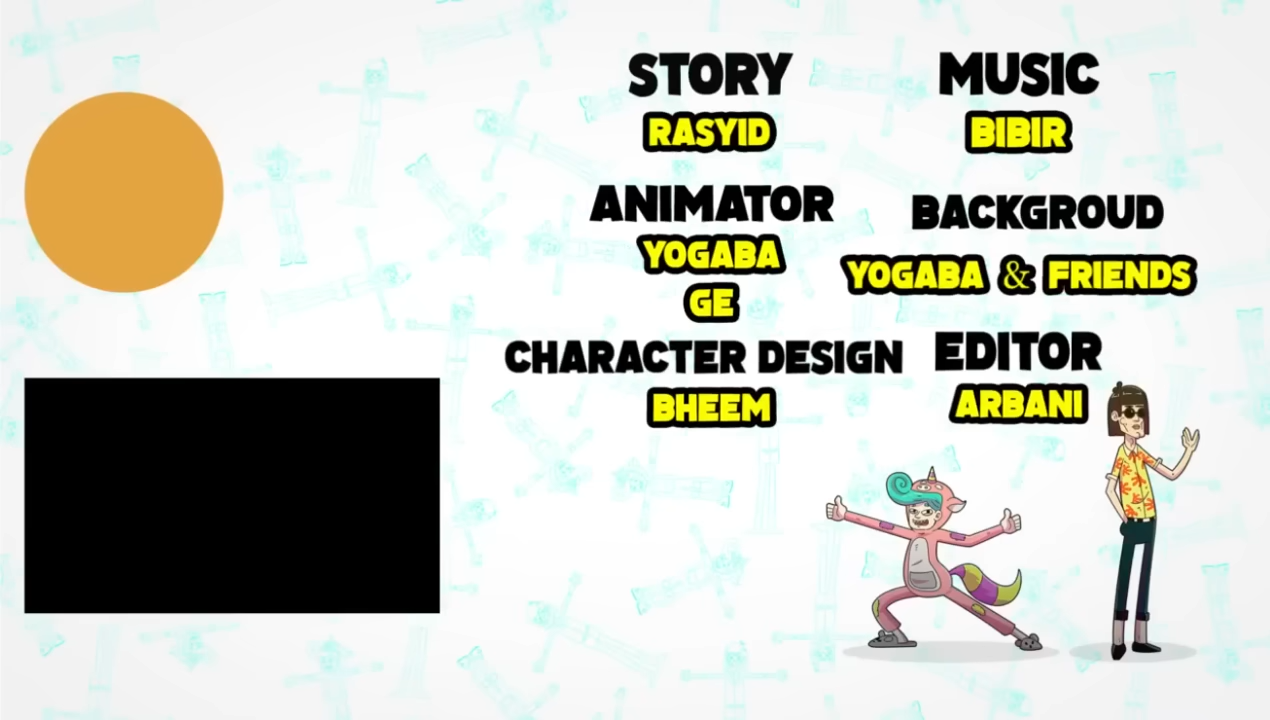 STORY
RASYID
ANIMATOR
YOGABA
GE
CHARACTER DESIGN
BHEEM
MUSIC
BIBIR
BACKGROUD
YOGABA & FRIENDS
EDITOR
ARBANI